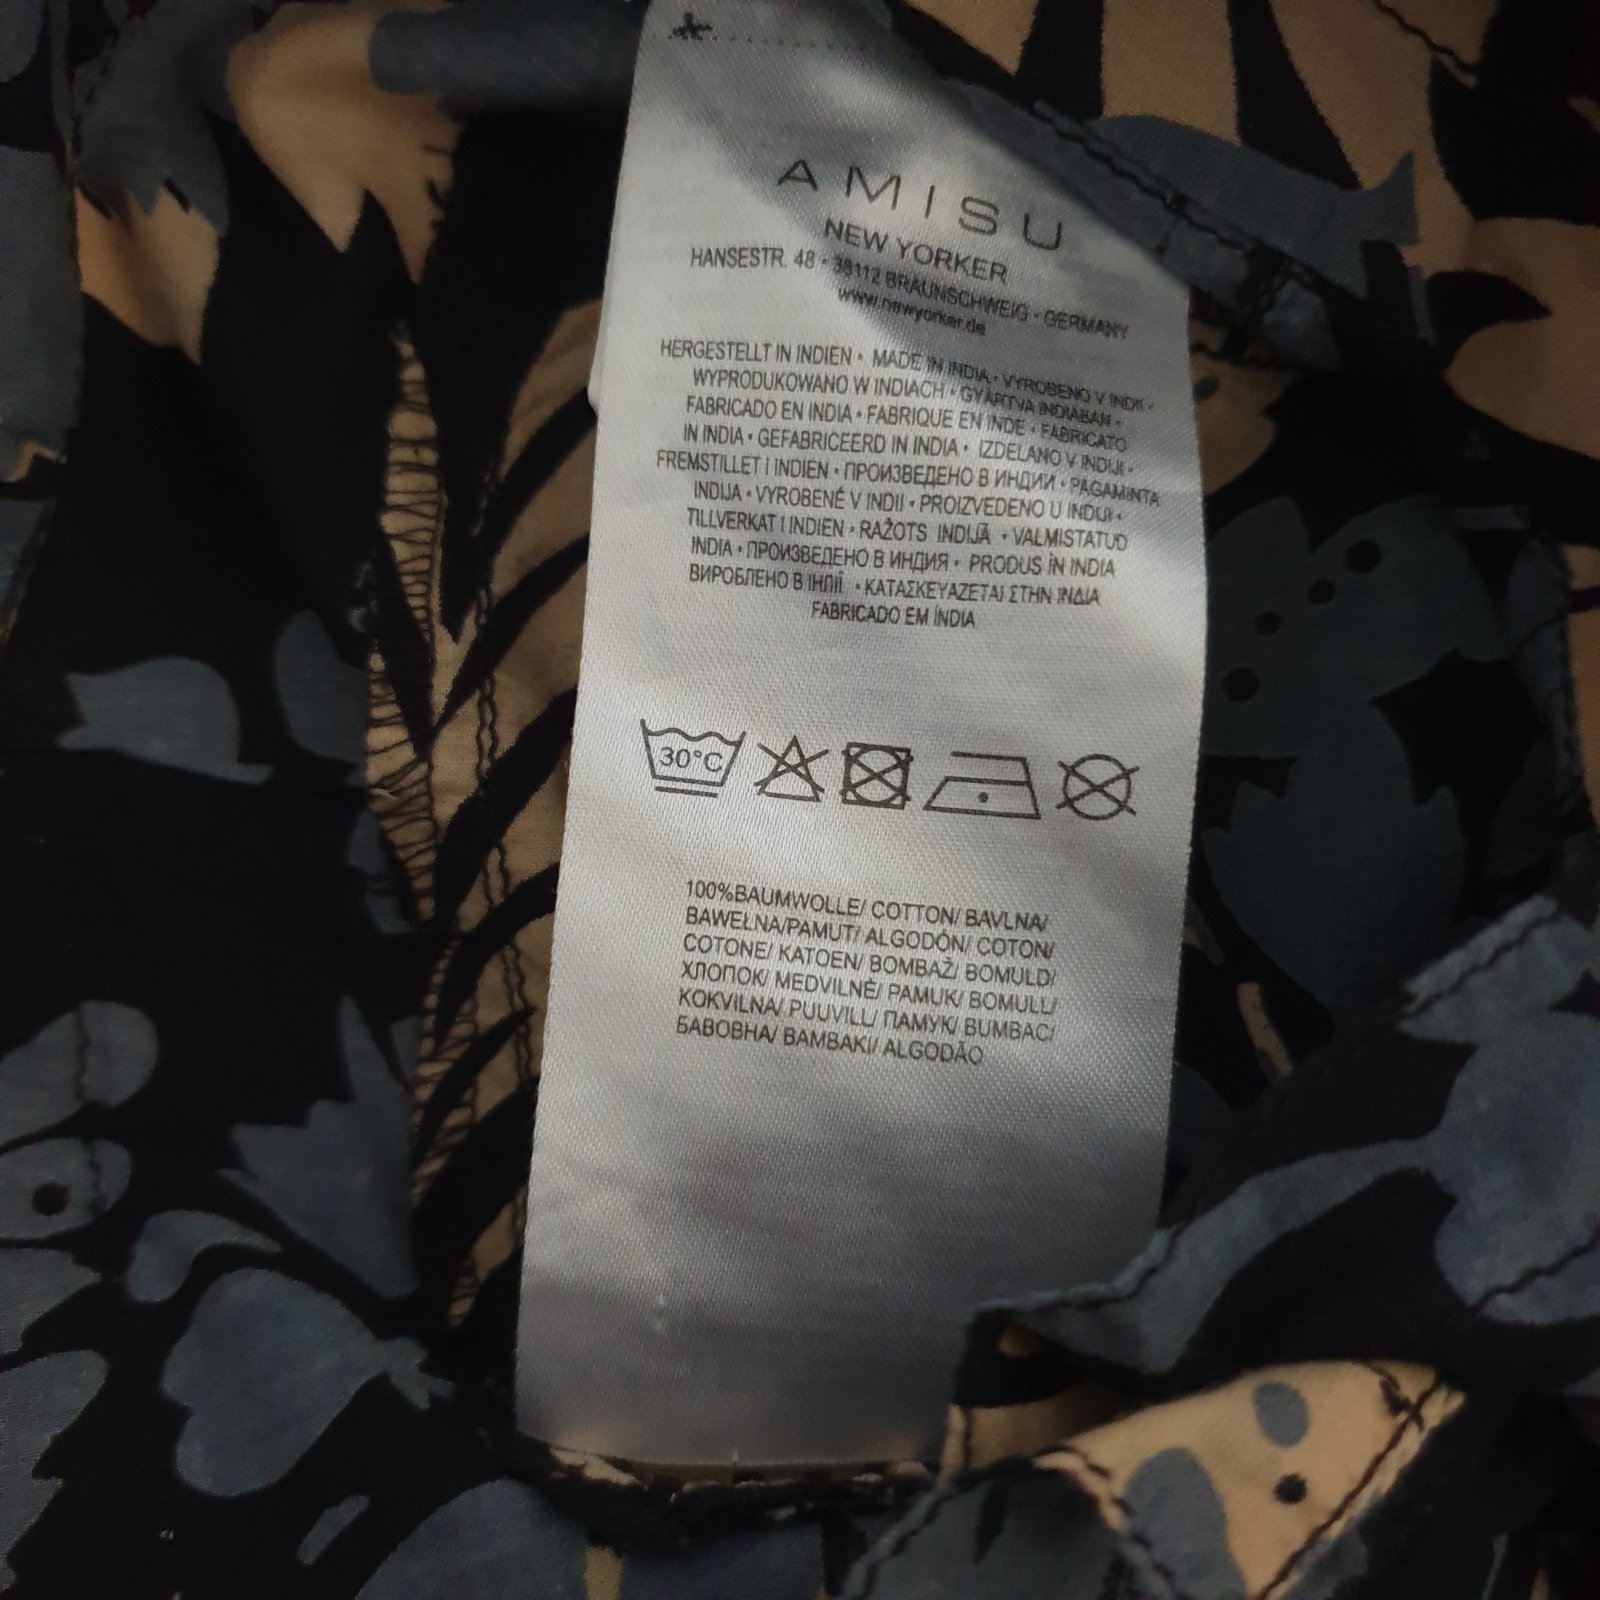 AMISU
NEW YORKER
HANSESTR. 48 • 38112 BRAUNSCHWEIG • GERMANY
www.newyorker.de
HERGESTELLT IN INDIEN • MADE IN INDIA • VYROBENO V INDII •
WYPRODUKOWANO W INDIACH • GYÁRTVA INDIÁBAN •
FABRICADO EN INDIA • FABRIQUE EN INDE • FABRICATO
IN INDIA • GEFABRICEERD IN INDIA • IZDELANO V INDIJI •
FREMSTILLET I INDIEN • ПРОИЗВЕДЕНО В ИНДИИ • PAGAMINTA
INDIJA • VYROBENÉ V INDII • PROIZVEDENO U INDIJI •
TILLVERKAT I INDIEN • RAŽOTS INDIJĀ • VALMISTATUD
INDIA • ПРОИЗВЕДЕНО В ИНДИЯ • PRODUS ÎN INDIA
ВИРОБЛЕНО В ІНДІЇ • ΚΑΤΑΣΚΕΥΑΖΕΤΑΙ ΣΤΗΝ ΙΝΔΙΑ
FABRICADO EM ÍNDIA
30°C
100%BAUMWOLLE/ COTTON/ BAVLNA/
BAWEŁNA/PAMUT/ ALGODÓN/ COTON/
COTONE/ KATOEN/ BOMBAŽ/ BOMULD/
ХЛОПОК/ MEDVILNĖ/ PAMUK/ BOMULL/
KOKVILNA/ PUUVILL/ ПАМУК/ BUMBAC/
БАВОВНА/ BAMBAKI/ ALGODÃO